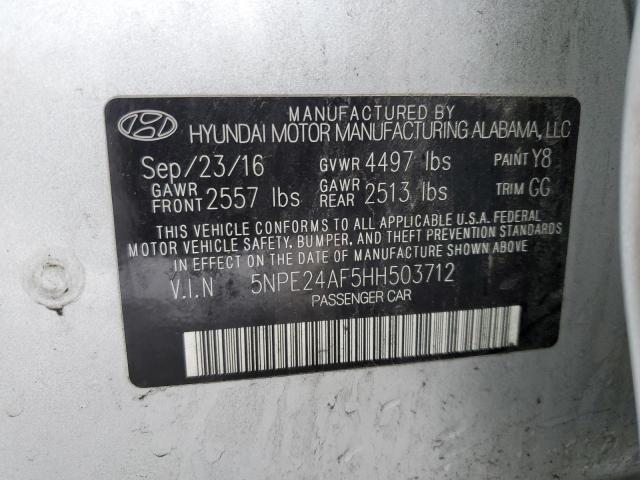 MANUFACTURED BY
HYUNDAI MOTOR MANUFACTURING ALABAMA, LLC
Sep/23/16 GVWR 4497 lbs PAINT Y8
GAWR FRONT 2557 lbs GAWR REAR 2513 lbs TRIM GG
THIS VEHICLE CONFORMS TO ALL APPLICABLE U.S.A. FEDERAL
MOTOR VEHICLE SAFETY, BUMPER, AND THEFT PREVENTION STANDARDS
IN EFFECT ON THE DATE OF MANUFACTURE SHOWN ABOVE.
V.I.N 5NPE24AF5HH503712
PASSENGER CAR